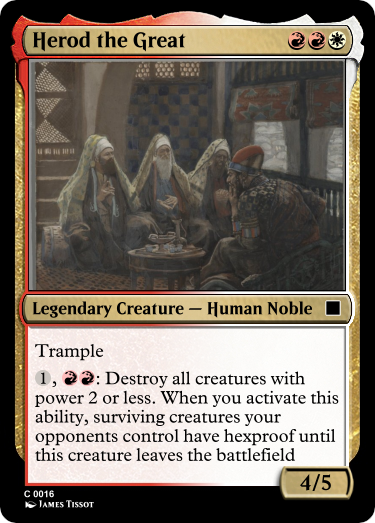 Herod the Great
Legendary Creature — Human Noble
Trample
1, : Destroy all creatures with
power 2 or less. When you activate this
ability, surviving creatures your
opponents control have hexproof until
this creature leaves the battlefield
4/5
C 0016
James Tissot